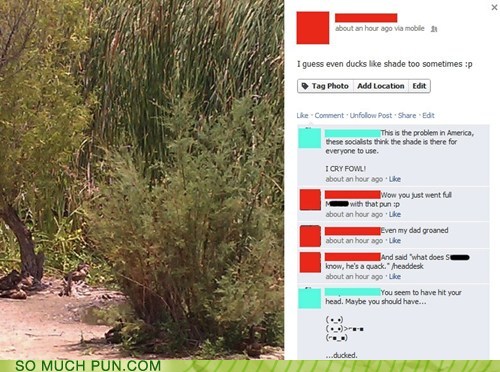 about an hour ago via mobile
I guess even ducks like shade too sometimes :p
Tag Photo Add Location Edit
Like · Comment · Unfollow Post · Share · Edit
This is the problem in America,
these socialists think the shade is there for
everyone to use.
I CRY FOWL!
about an hour ago · Like
Wow you just went full
M with that pun :p
about an hour ago · Like
Even my dad groaned
about an hour ago · Like
And said "what does S
know, he's a quack." /headdesk
about an hour ago · Like
You seem to have hit your
head. Maybe you should have...
(•_•)
(•_•)>⌐■-■
(⌐■_■)
...ducked.
SO MUCH PUN.COM